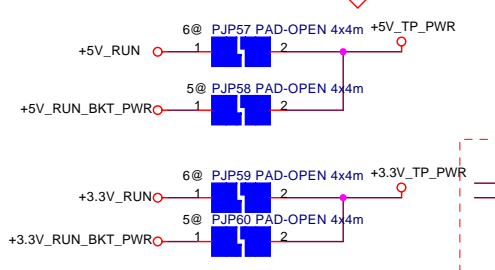 6@ PJP57 PAD-OPEN 4x4m +5V_TP_PWR
+5V_RUN 1 2
5@ PJP58 PAD-OPEN 4x4m
+5V_RUN_BKT_PWR 1 2
6@ PJP59 PAD-OPEN 4x4m +3.3V_TP_PWR
+3.3V_RUN 1 2
5@ PJP60 PAD-OPEN 4x4m
+3.3V_RUN_BKT_PWR 1 2